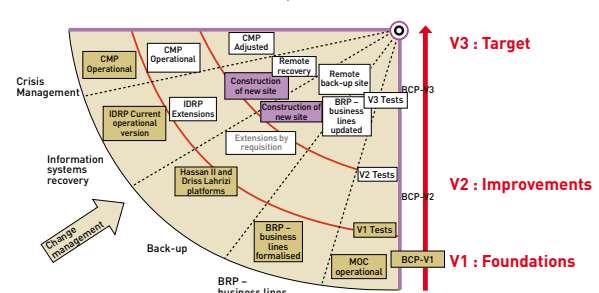 CMP
Adjusted
V3 : Target
CMP
Operational
CMP
Operational
Remote
recovery
Remote
back-up site
Crisis
Management
Construction
of new site
BCP-V3
V3 Tests
IDRP Current
operational
version
IDRP
Extensions
Construction of
new site
BRP –
business
lines
updated
Extensions by
requisition
Information
systems
recovery
Hassan II and
Driss Lahrizi
platforms
V2 Tests
V2 : Improvements
BCP-V2
Change
management
BRP –
business
lines
formalised
V1 Tests
Back-up
MOC
operational
BCP-V1
V1 : Foundations
BRP –
business lines